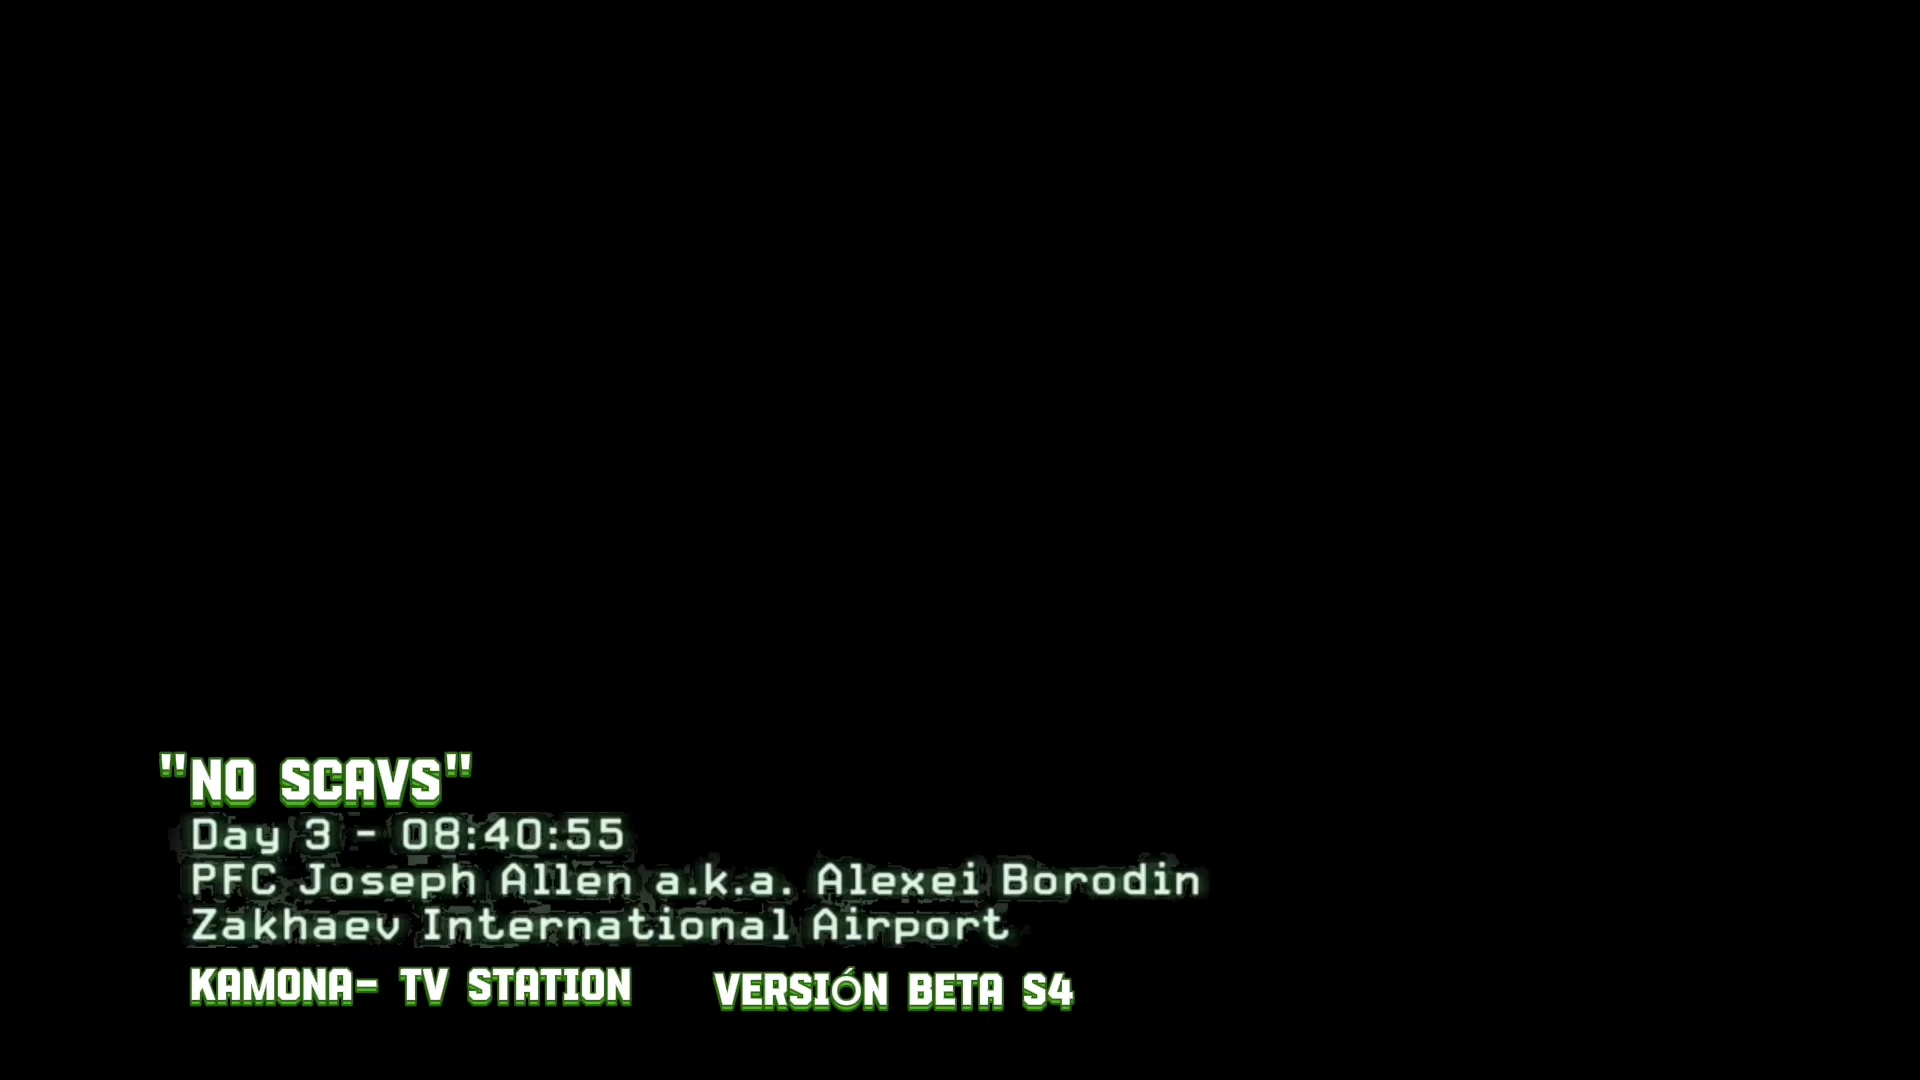 "NO SCAVS"
Day 3 - 08:40:55
PFC Joseph Allen a.k.a. Alexei Borodin
Zakhaev International Airport
KAMONA- TV STATION VERSIÓN BETA S4